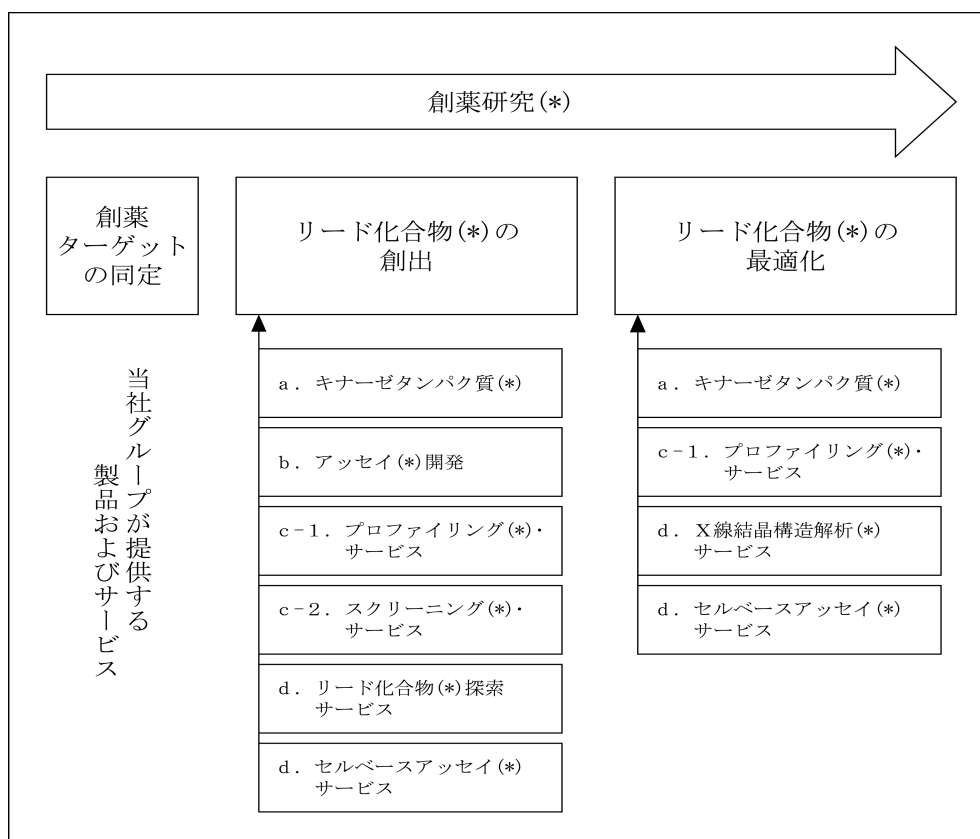 創薬研究(*)
創薬
ターゲット
の同定
リード化合物(*)の
創出
リード化合物(*)の
最適化
当社グループが提供する
製品およびサービス
a．キナーゼタンパク質(*)
b．アッセイ(*)開発
c-1．プロファイリング(*)・
サービス
c-2．スクリーニング(*)・
サービス
d．リード化合物(*)探索
サービス
d．セルベースアッセイ(*)
サービス
a．キナーゼタンパク質(*)
c-1．プロファイリング(*)・
サービス
d．X線結晶構造解析(*)
サービス
d．セルベースアッセイ(*)
サービス